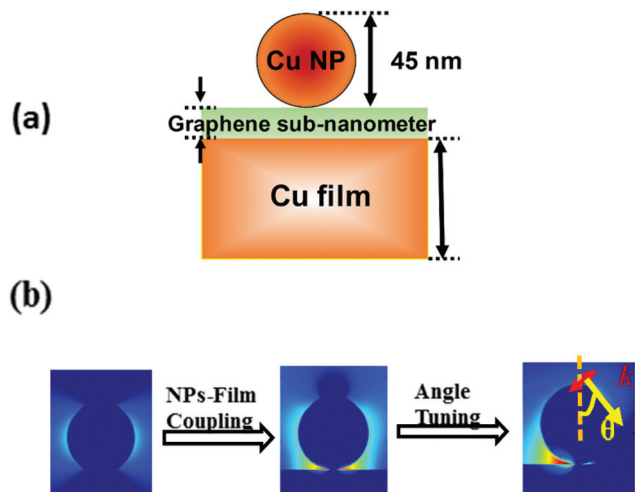 Cu NP
45 nm
(a)
Graphene sub-nanometer
Cu film
(b)
NPs-Film
Coupling
Angle
Tuning
k
θ